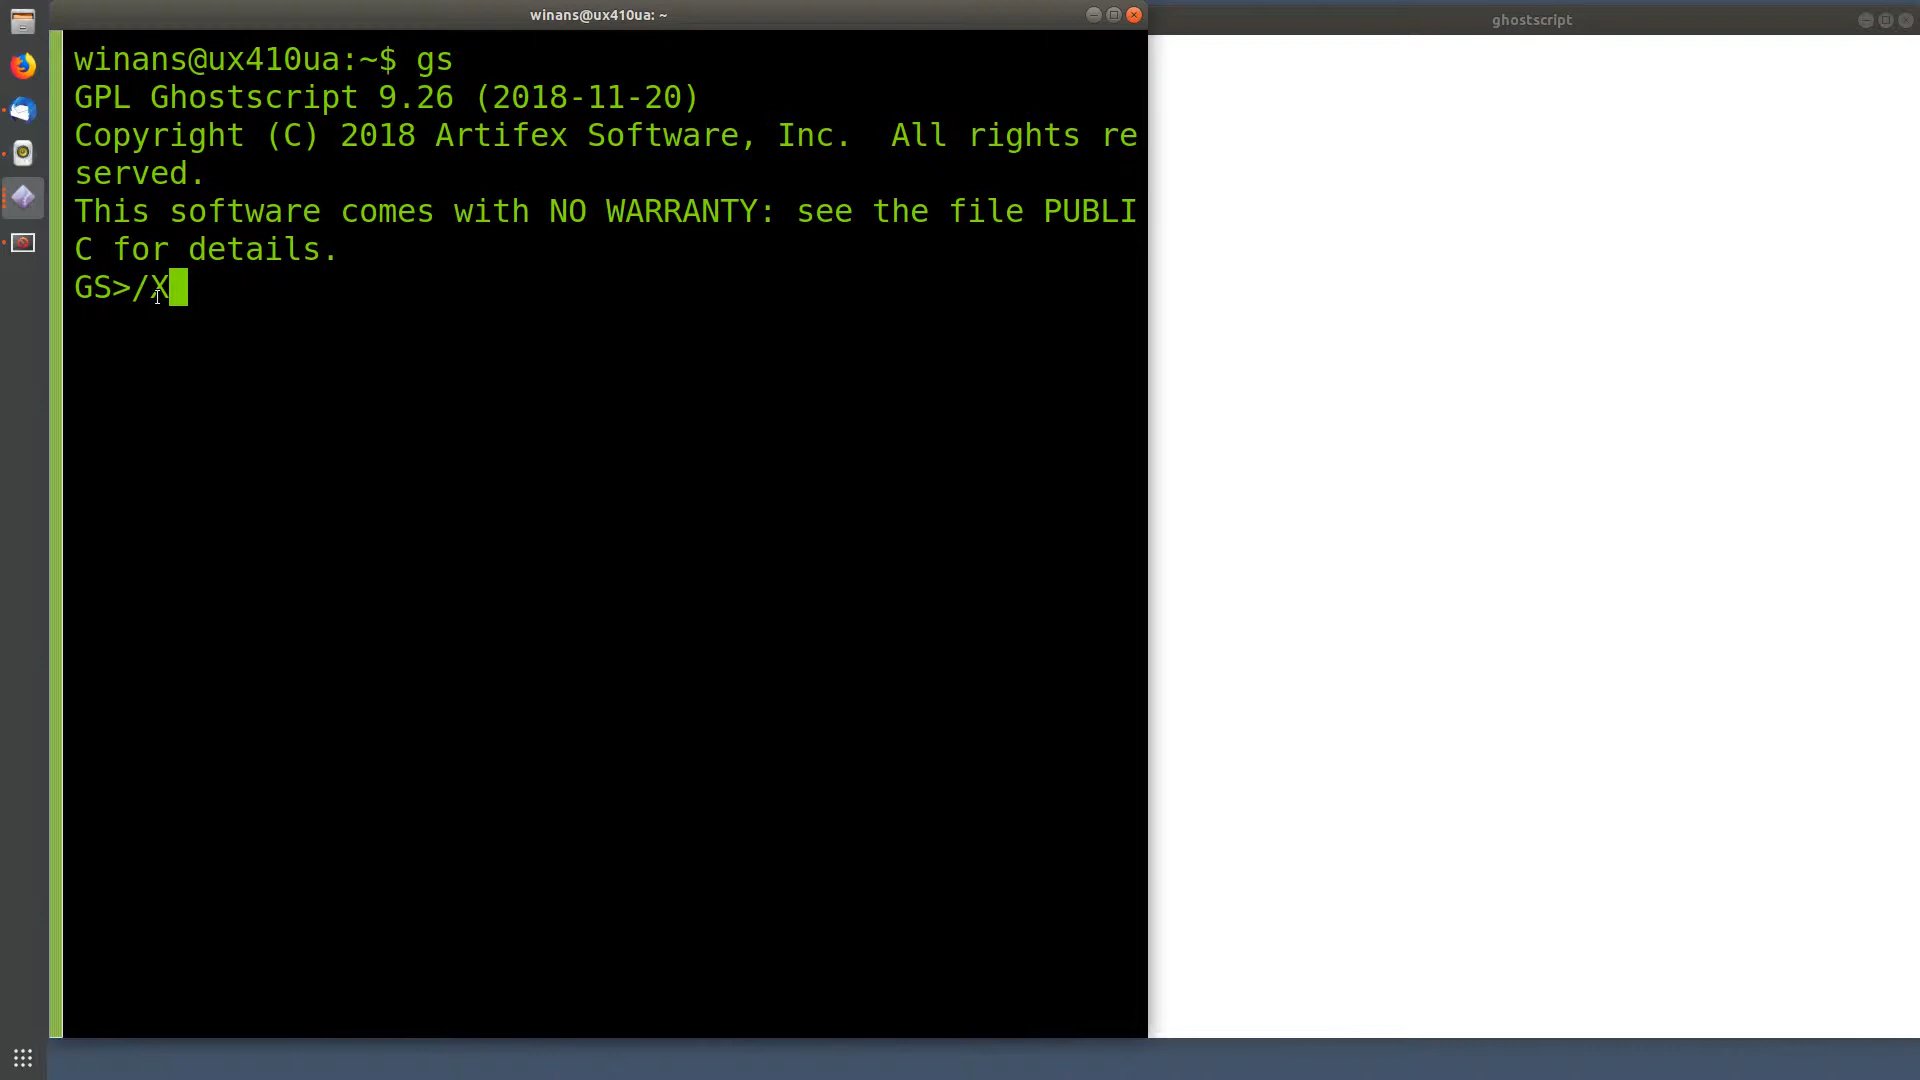 winans@ux410ua: ~
ghostscript
winans@ux410ua:~$ gs
GPL Ghostscript 9.26 (2018-11-20)
Copyright (C) 2018 Artifex Software, Inc.  All rights re
served.
This software comes with NO WARRANTY: see the file PUBLI
C for details.
GS>/X